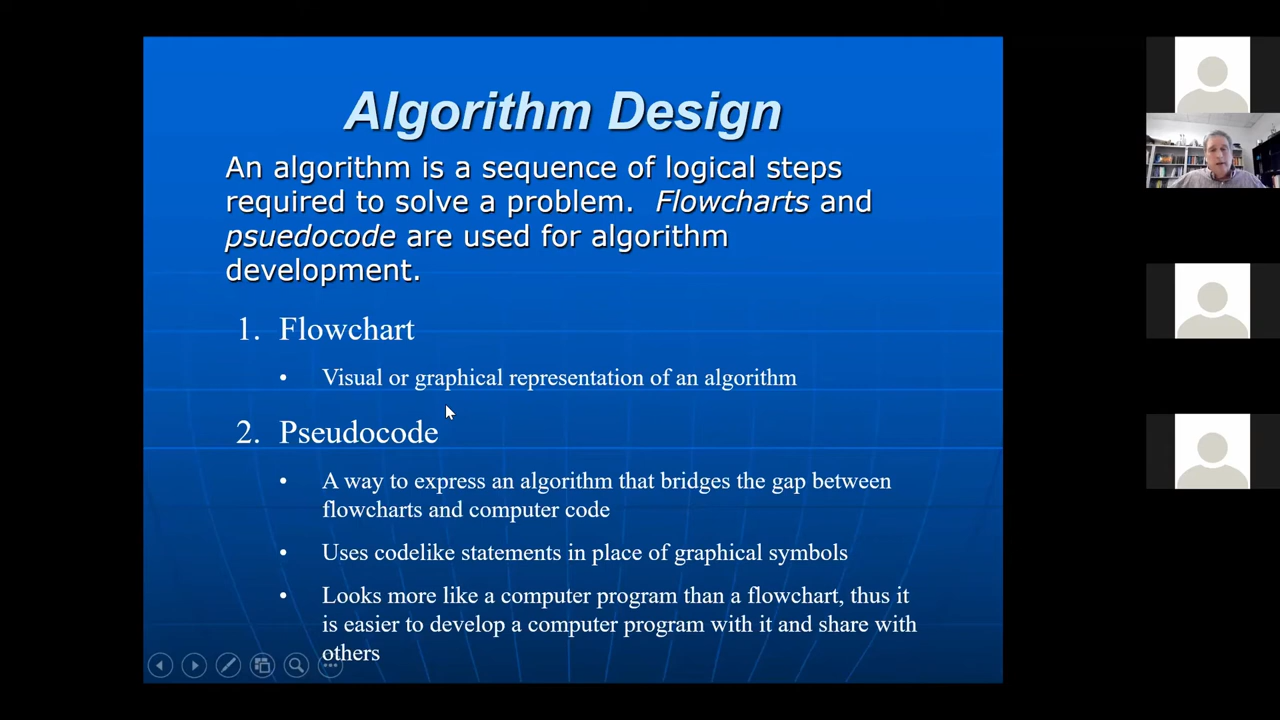 Algorithm Design
An algorithm is a sequence of logical steps
required to solve a problem. Flowcharts and
psuedocode are used for algorithm
development.
1. Flowchart
• Visual or graphical representation of an algorithm
2. Pseudocode
• A way to express an algorithm that bridges the gap between
flowcharts and computer code
• Uses codelike statements in place of graphical symbols
• Looks more like a computer program than a flowchart, thus it
is easier to develop a computer program with it and share with
others